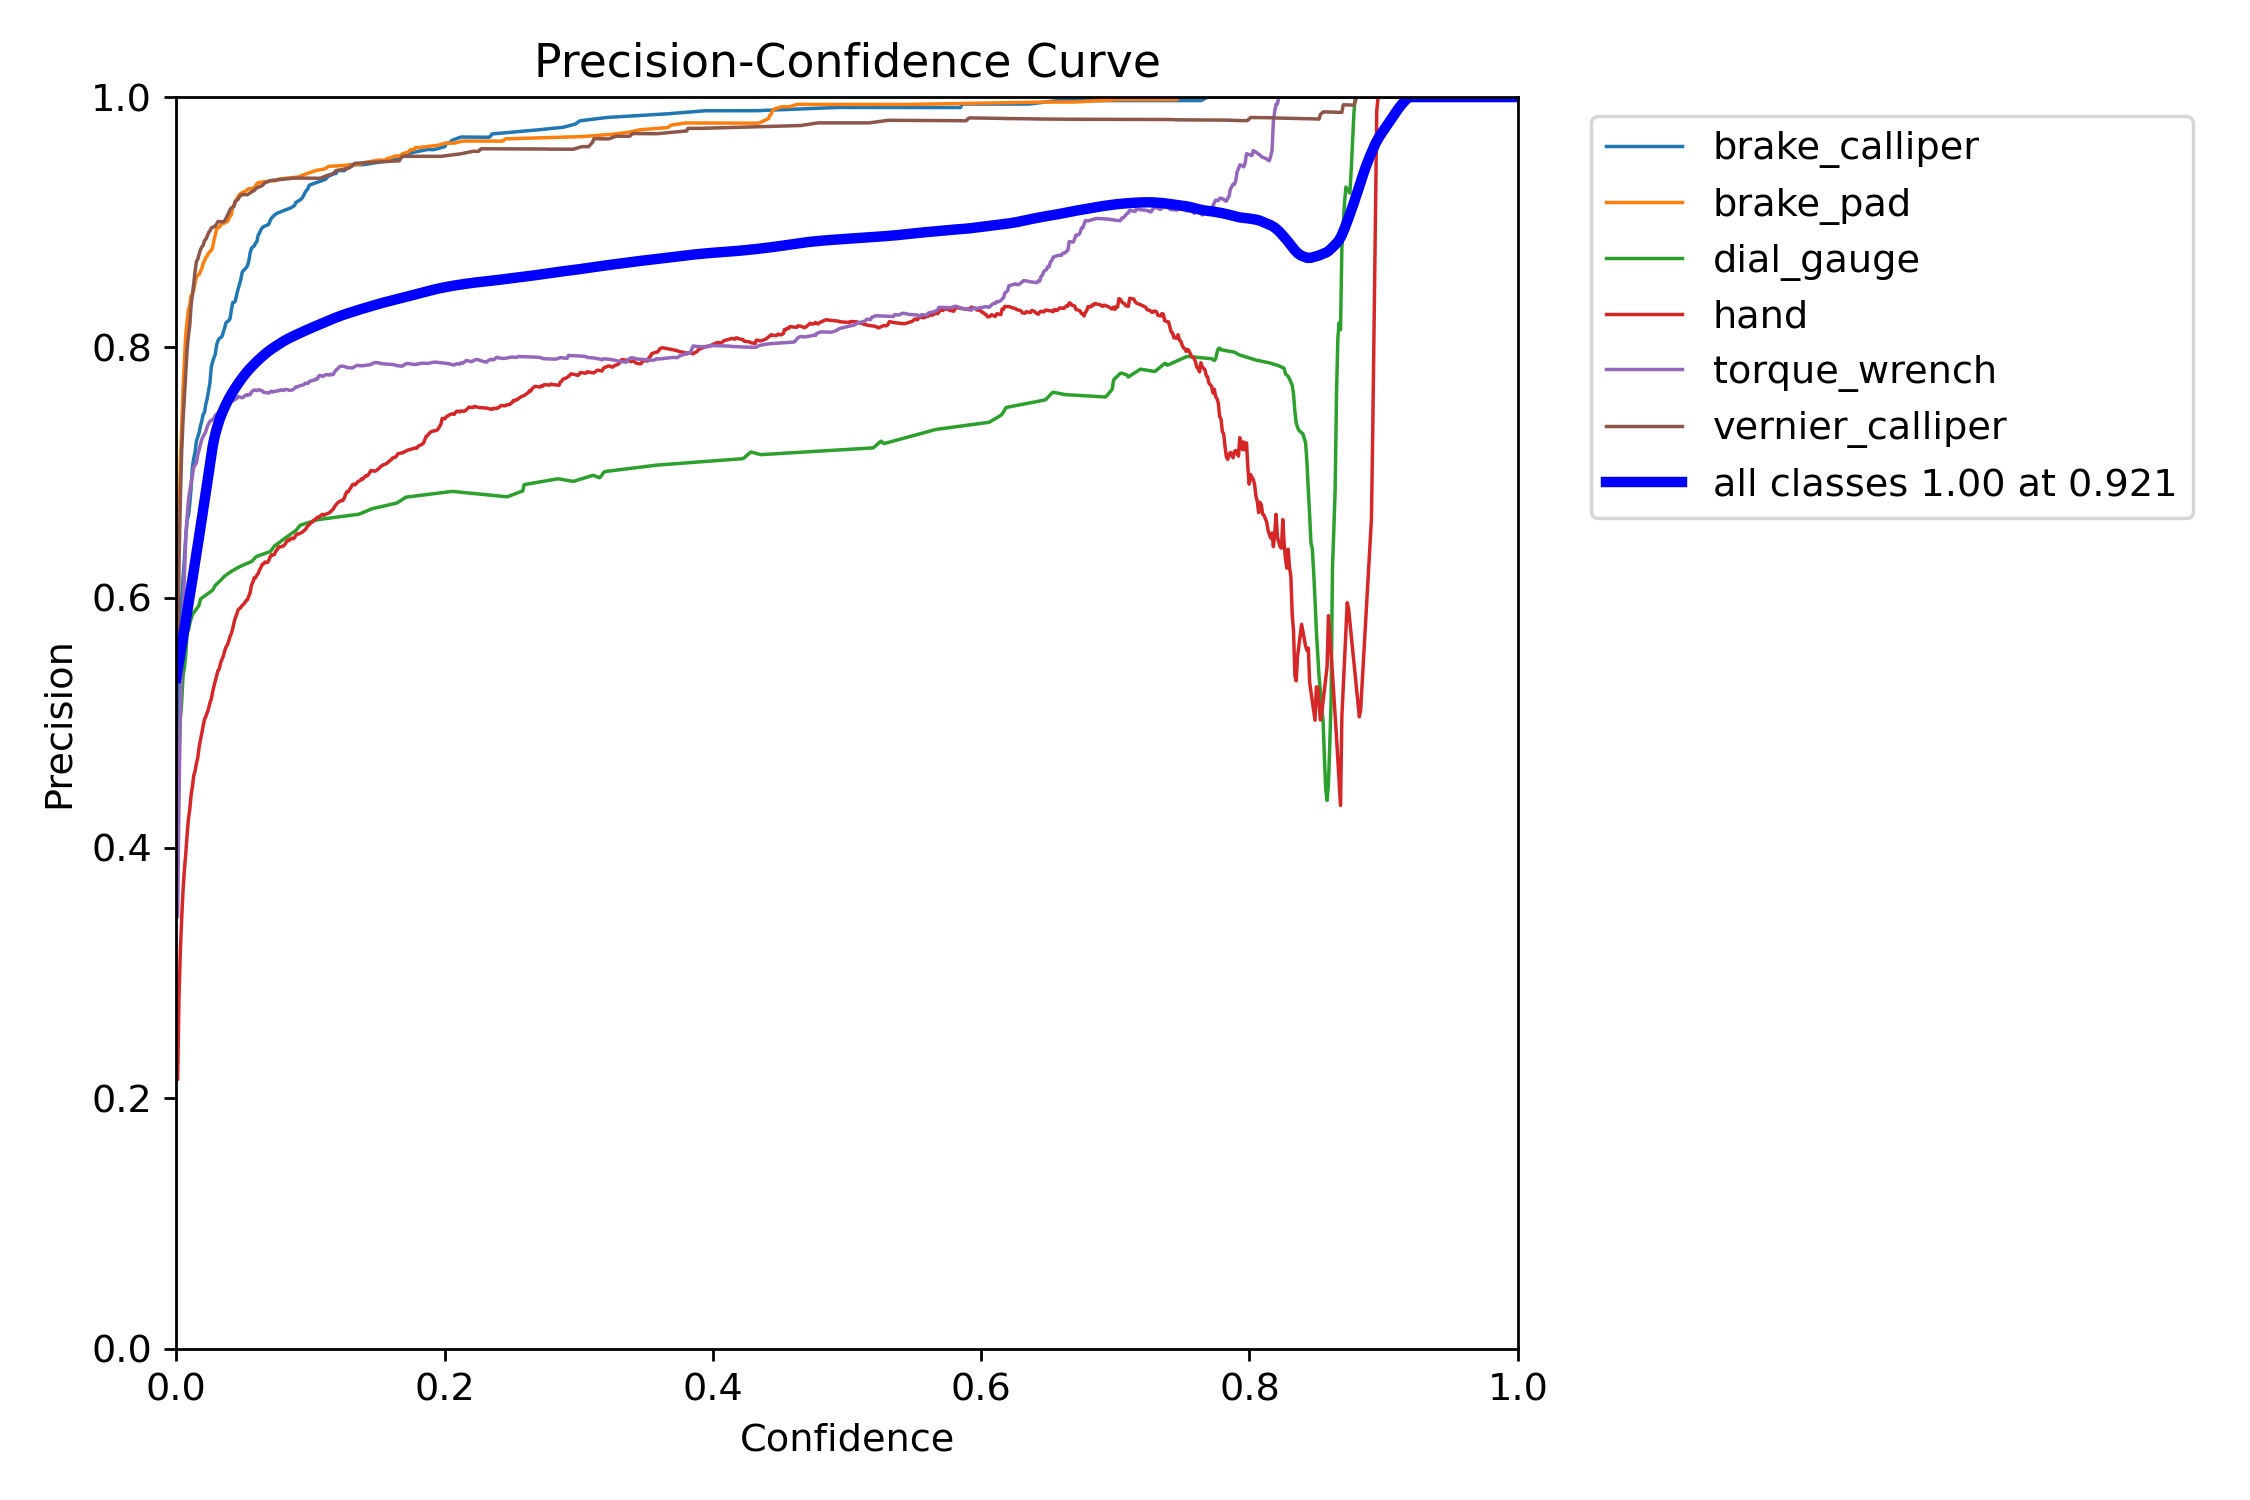 Precision-Confidence Curve
1.0
0.8
0.6
0.4
0.2
0.0
Precision
0.0 0.2 0.4 0.6 0.8 1.0
Confidence
brake_calliper
brake_pad
dial_gauge
hand
torque_wrench
vernier_calliper
all classes 1.00 at 0.921